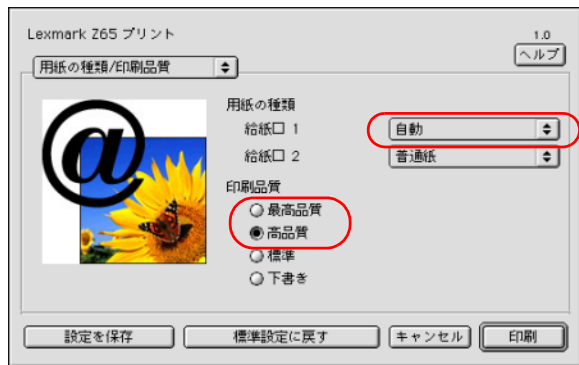 Lexmark Z65 プリント
1.0
用紙の種類/印刷品質
ヘルプ
用紙の種類
給紙口 1
自動
給紙口 2
普通紙
印刷品質
最高品質
高品質
標準
下書き
設定を保存
標準設定に戻す
キャンセル
印刷